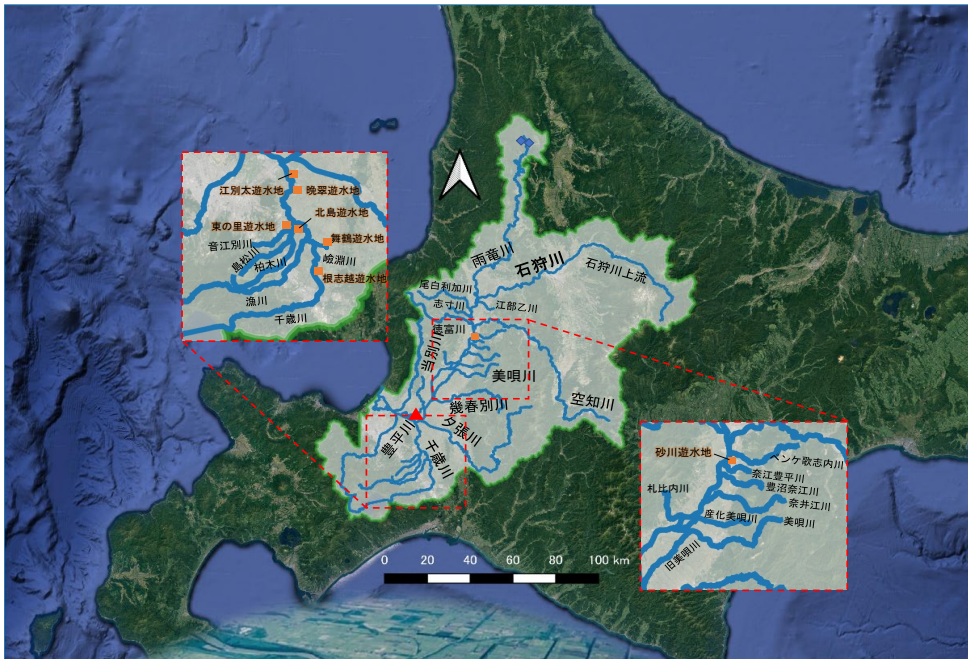 江別太遊水地
晩翠遊水地
北島遊水地
東の里遊水地
舞鶴遊水地
音江別川
島松川
柏木川
嶮淵川
根志越遊水地
漁川
千歳川
雨竜川
石狩川
石狩川上流
尾白利加川
志寸川
江部乙川
徳富川
当別川
美唄川
空知川
幾春別川
夕張川
豊平川
千歳川
0 20 40 60 80 100 km
砂川遊水地
ペンケ歌志内川
奈江豊平川
豊沼奈江川
札比内川
奈井江川
産化美唄川
美唄川
旧美唄川